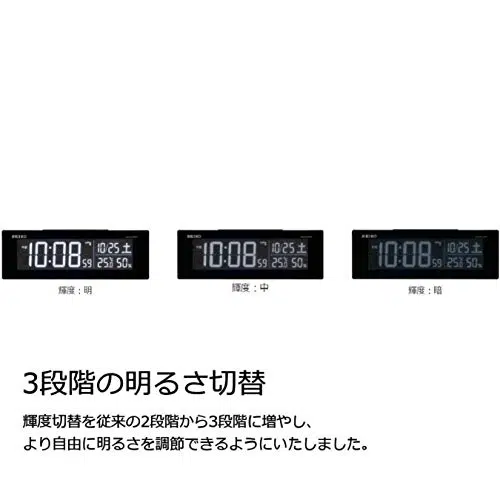 SEIKO
10:08 59
10/25 土
25.5 50%
輝度：明
SEIKO
10:08 59
10/25 土
25.5 50%
輝度：中
SEIKO
10:08 59
10/25 土
25.5 50%
輝度：暗
3段階の明るさ切替
輝度切替を従来の2段階から3段階に増やし、
より自由に明るさを調節できるようにいたしました。